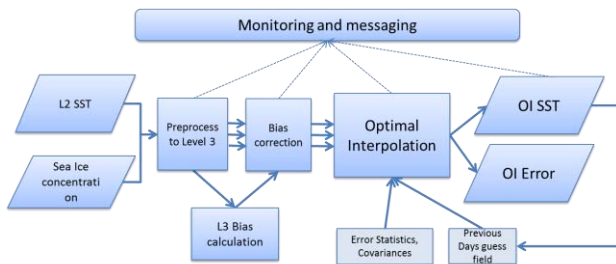 Monitoring and messaging
L2 SST
Sea Ice
concentrati
on
Preprocess
to Level 3
Bias
correction
Optimal
Interpolation
OI SST
OI Error
L3 Bias
calculation
Error Statistics,
Covariances
Previous
Days guess
field